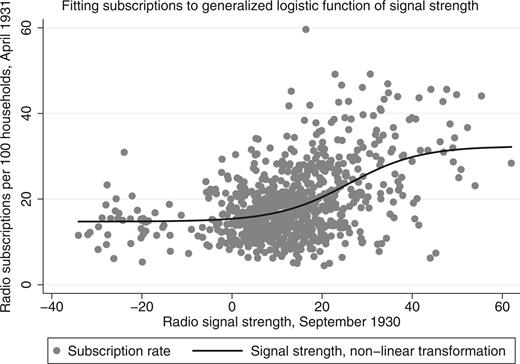 Fitting subscriptions to generalized logistic function of signal strength
Radio subscriptions per 100 households, April 1931
60
40
20
0
−40
−20
0
20
40
60
Radio signal strength, September 1930
Subscription rate
Signal strength, non–linear transformation